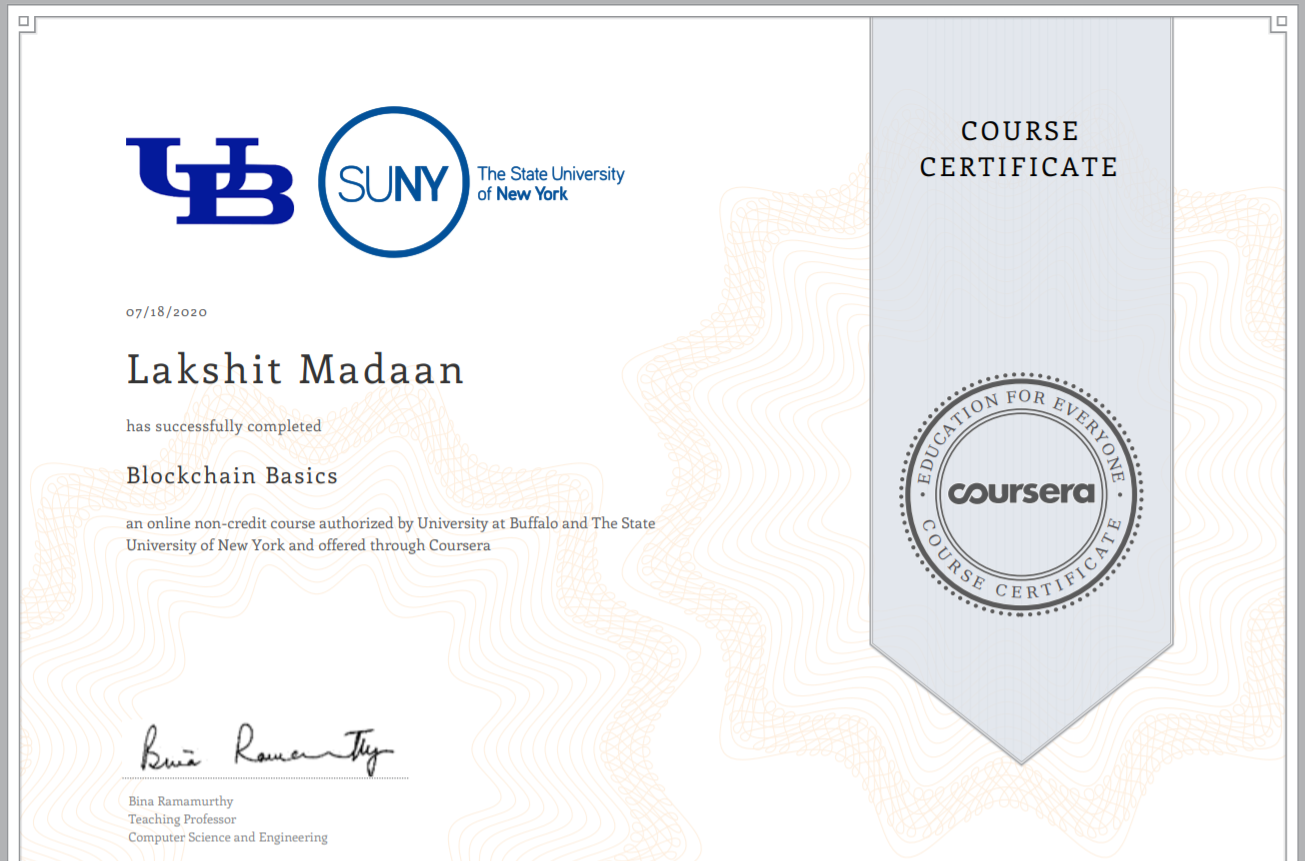 UB
SUNY
The State University
of New York
COURSE
CERTIFICATE
07/18/2020
Lakshit Madaan
has successfully completed
Blockchain Basics
an online non-credit course authorized by University at Buffalo and The State
University of New York and offered through Coursera
EDUCATION FOR EVERYONE
coursera
COURSE CERTIFICATE
Bina Ramamurthy
Bina Ramamurthy
Teaching Professor
Computer Science and Engineering